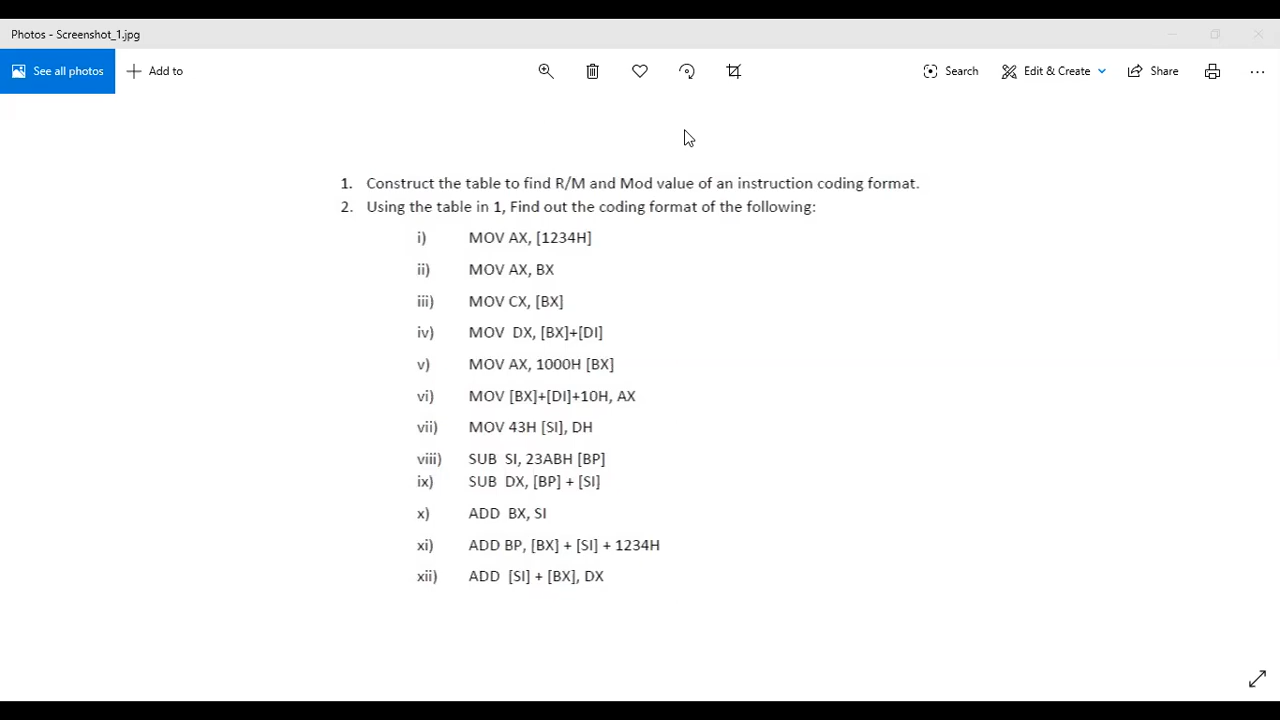 Photos - Screenshot_1.jpg
See all photos
Add to
Search
Edit & Create
Share
1. Construct the table to find R/M and Mod value of an instruction coding format.
2. Using the table in 1, Find out the coding format of the following:
i) MOV AX, [1234H]
ii) MOV AX, BX
iii) MOV CX, [BX]
iv) MOV DX, [BX]+[DI]
v) MOV AX, 1000H [BX]
vi) MOV [BX]+[DI]+10H, AX
vii) MOV 43H [SI], DH
viii) SUB SI, 23ABH [BP]
ix) SUB DX, [BP] + [SI]
x) ADD BX, SI
xi) ADD BP, [BX] + [SI] + 1234H
xii) ADD [SI] + [BX], DX